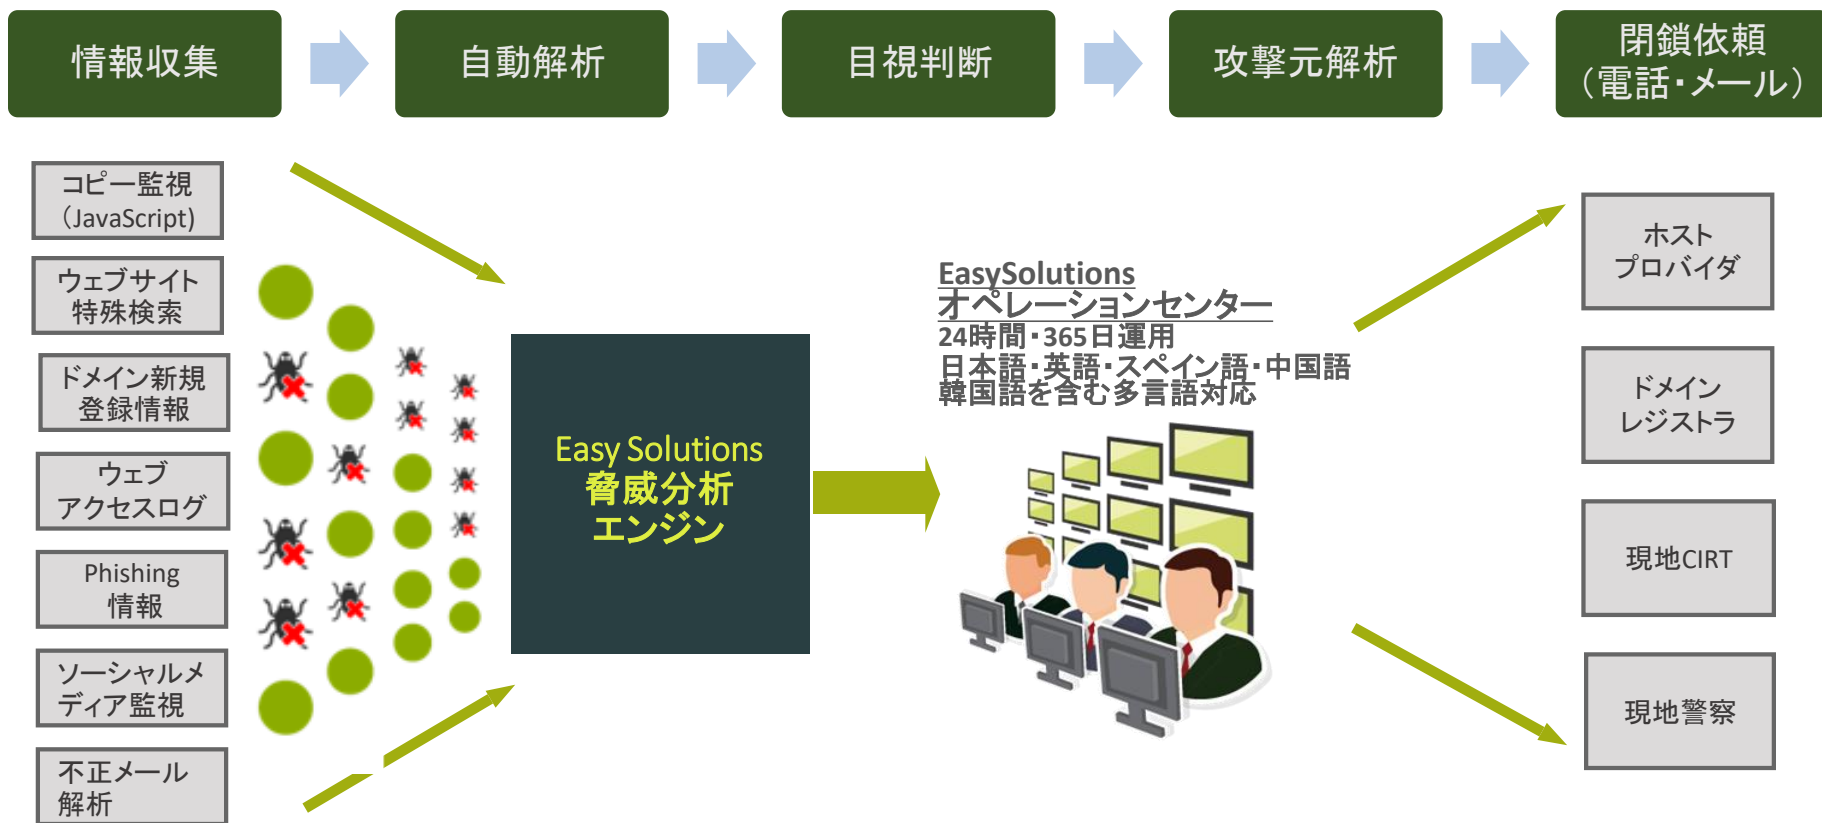 情報収集
自動解析
目視判断
攻撃元解析
閉鎖依頼
（電話・メール）
コピー監視
（JavaScript)
ウェブサイト
特殊検索
ドメイン新規
登録情報
ウェブ
アクセスログ
Phishing
情報
ソーシャルメ
ディア監視
不正メール
解析
Easy Solutions
脅威分析
エンジン
EasySolutions
オペレーションセンター
24時間・365日運用
日本語・英語・スペイン語・中国語
韓国語を含む多言語対応
ホスト
プロバイダ
ドメイン
レジストラ
現地CIRT
現地警察